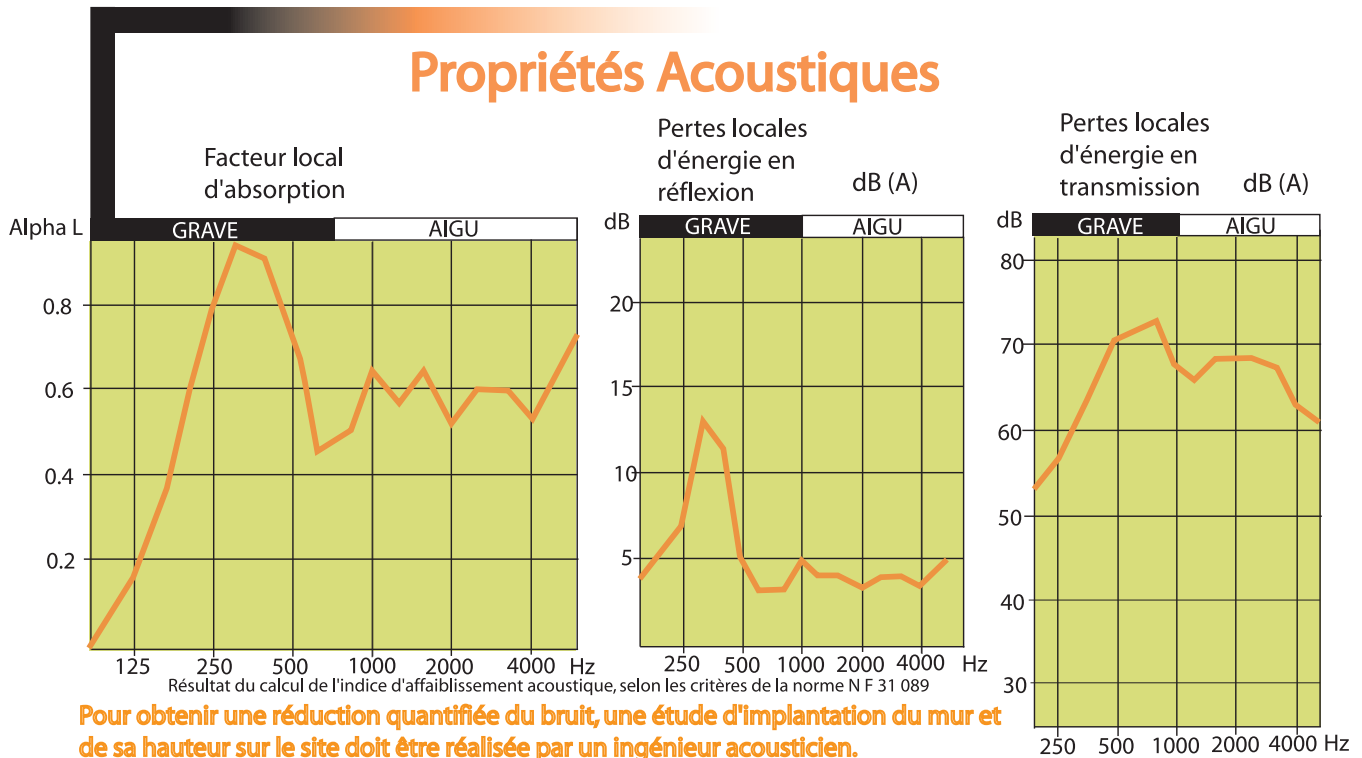 Propriétés Acoustiques
Facteur local
d'absorption
Alpha L
GRAVE
AIGU
0.8
0.6
0.4
0.2
125
250
500
1000
2000
4000
Hz
Pertes locales
d'énergie en
réflexion
dB (A)
dB
GRAVE
AIGU
20
15
10
5
250
500
1000
2000
4000
Hz
Pertes locales
d'énergie en
transmission
dB (A)
dB
GRAVE
AIGU
80
70
60
50
40
30
250
500
1000
2000
4000
Hz
Résultat du calcul de l'indice d'affaiblissement acoustique, selon les critères de la norme N F 31 089
Pour obtenir une réduction quantifiée du bruit, une étude d'implantation du mur et
de sa hauteur sur le site doit être réalisée par un ingénieur acousticien.